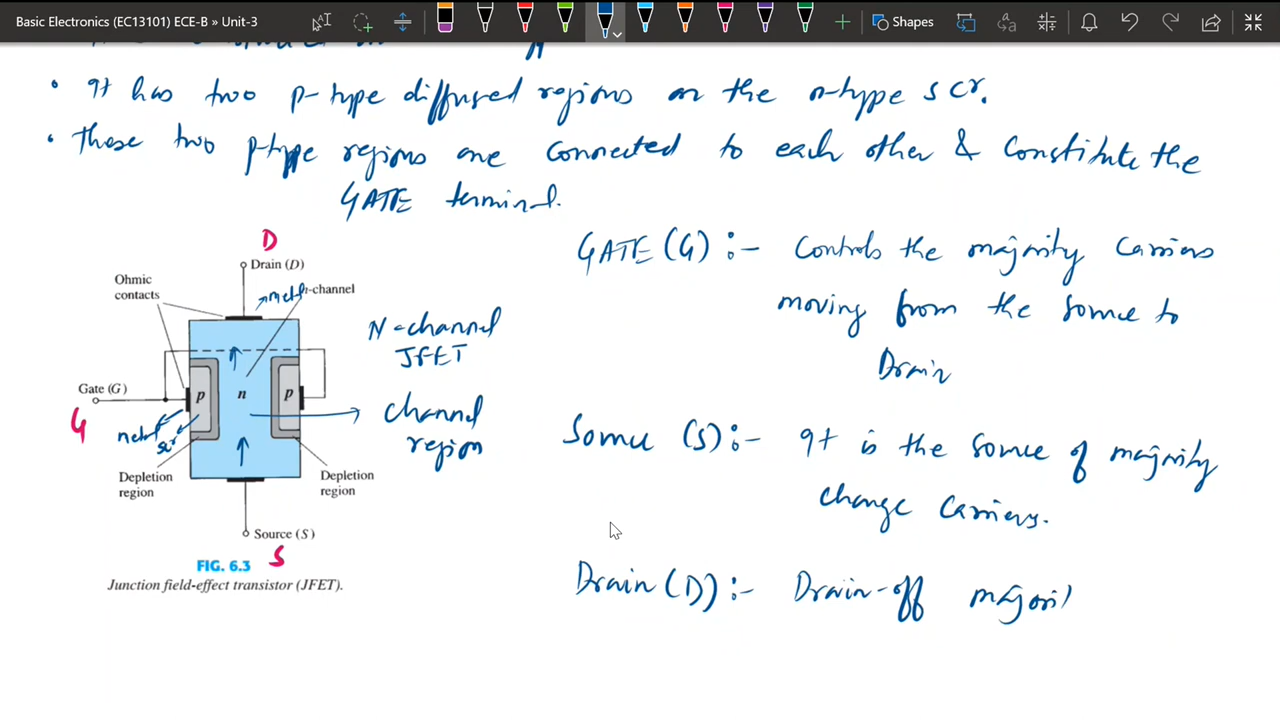 Basic Electronics (EC13101) ECE-B » Unit-3
Shapes
• It has two p-type diffused regions on the n-type SCr.
• These two p-type regions are connected to each other & constitute the
GATE terminal.
D
Drain (D)
Ohmic
contacts
n-channel
N-channel
JFET
Gate (G)
G
p
n
p
channel
region
Depletion
region
Depletion
region
Source (S)
S
FIG. 6.3
Junction field-effect transistor (JFET).
GATE (G) :- Controls the majority carriers
moving from the source to
Drain
Source (S) :- It is the source of majority
charge carriers.
Drain (D) :- Drain-off majori